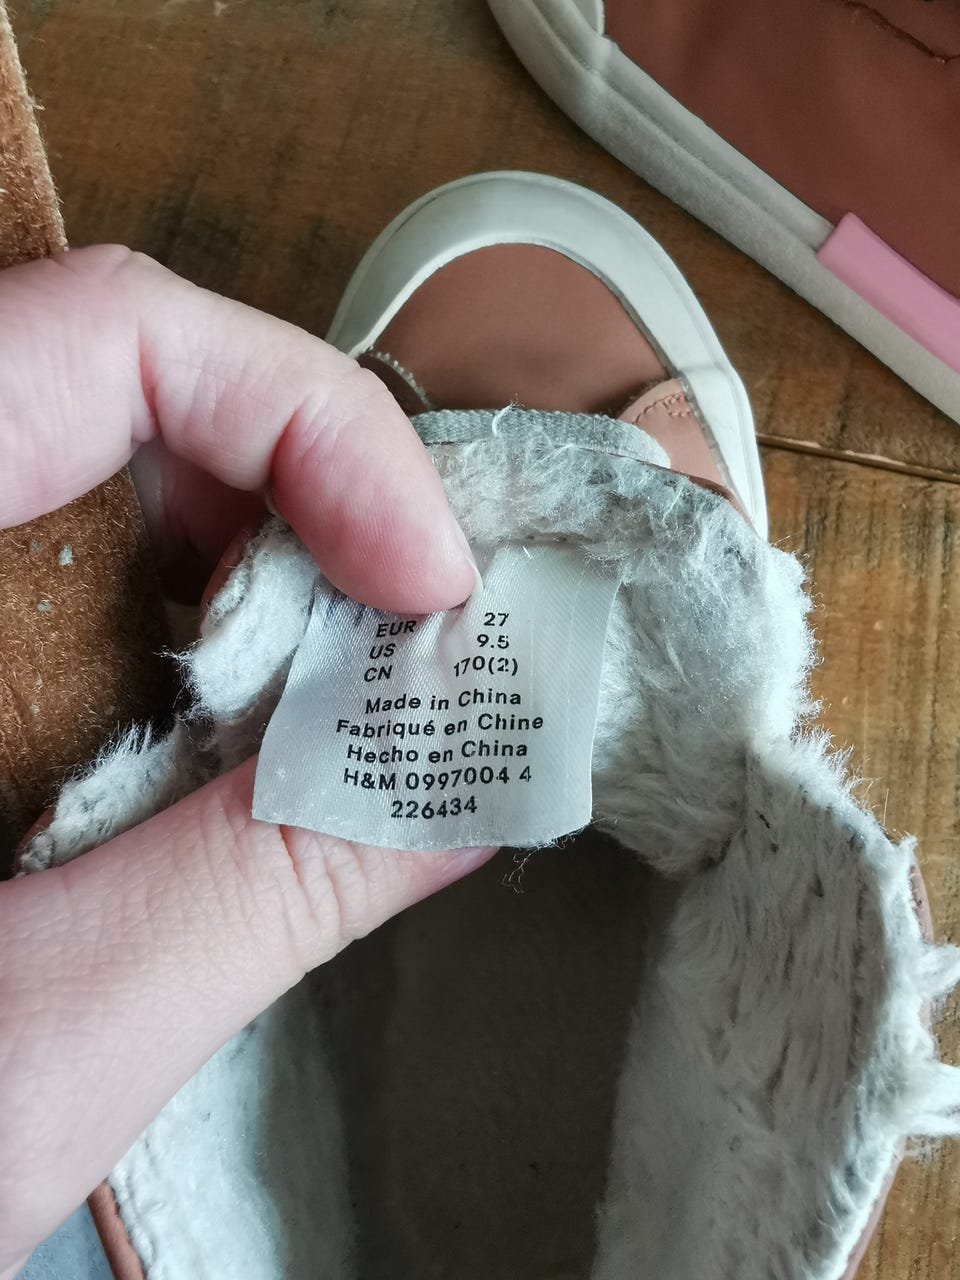 EUR 27
US 9.5
CN 170(2)
Made in China
Fabriqué en Chine
Hecho en China
H&M 0997004 4
226434